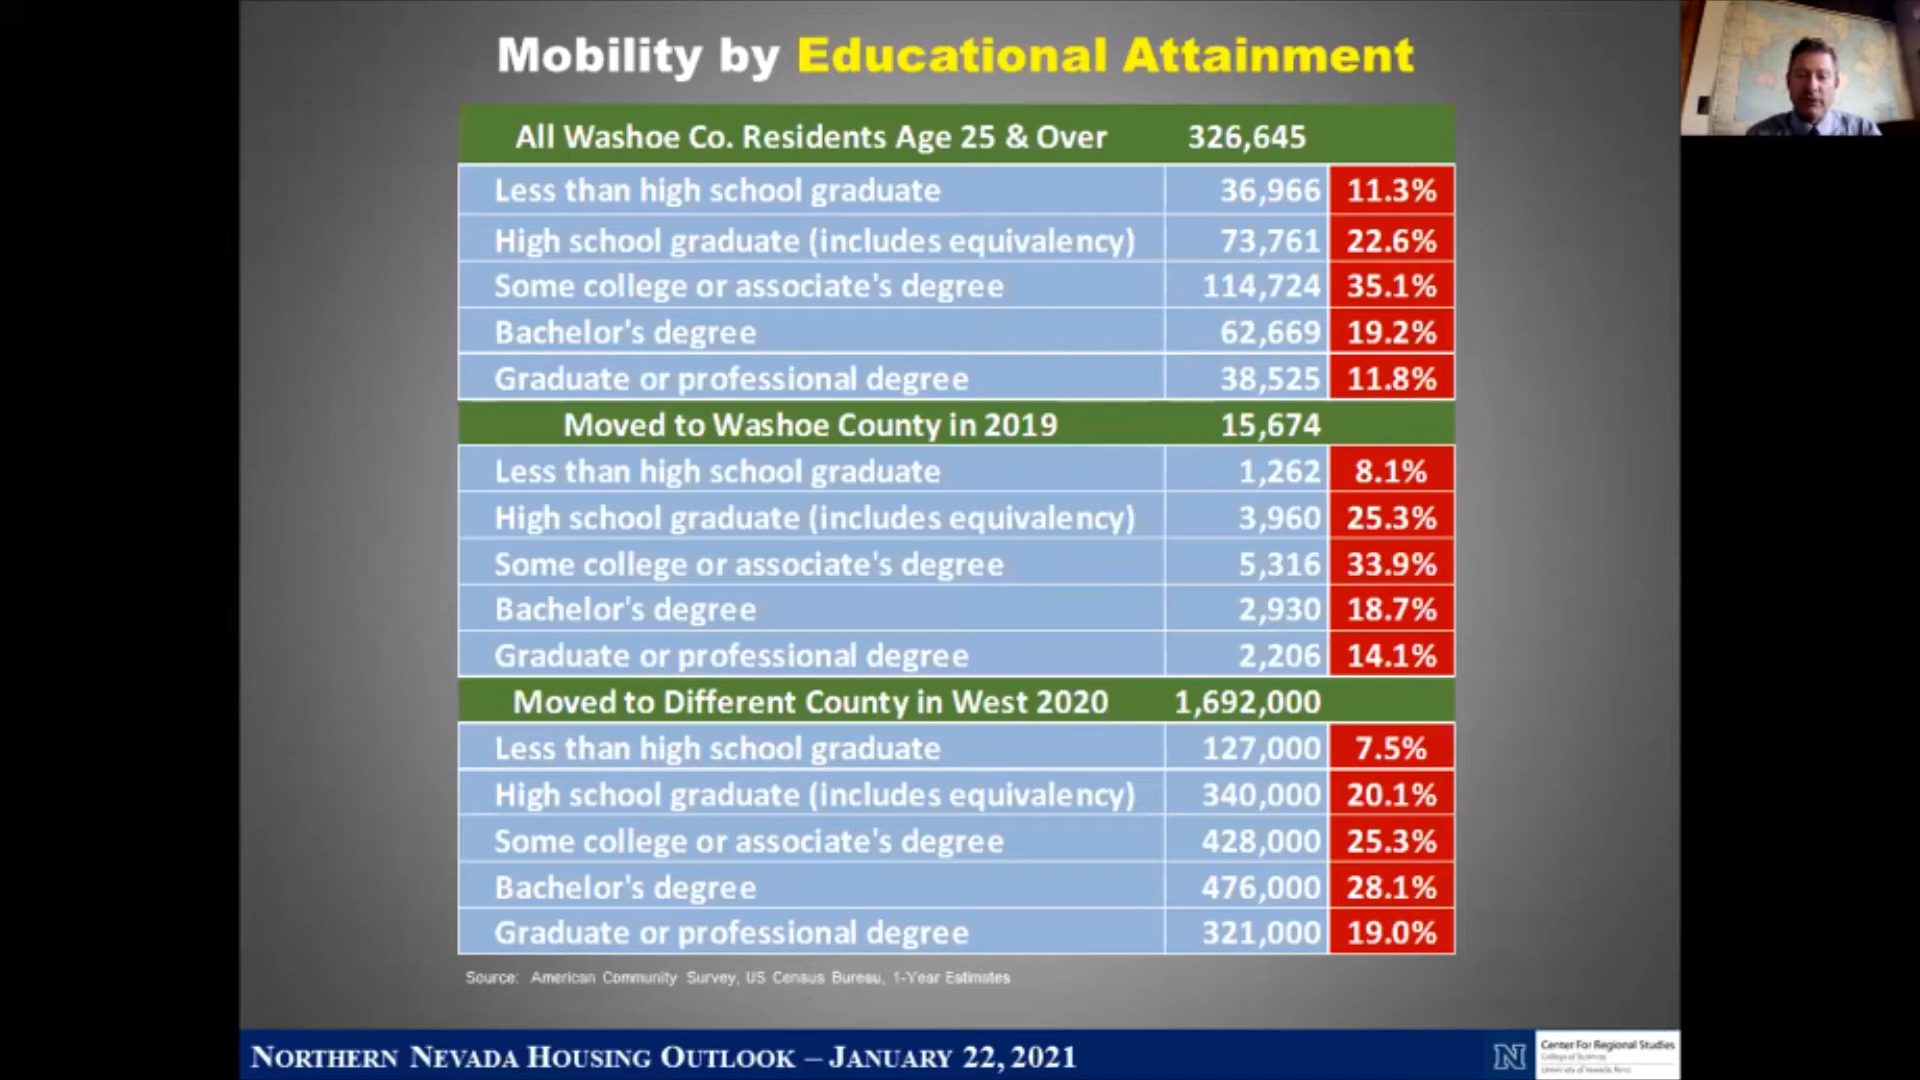 Mobility by Educational Attainment
All Washoe Co. Residents Age 25 & Over 326,645
Less than high school graduate 36,966 11.3%
High school graduate (includes equivalency) 73,761 22.6%
Some college or associate's degree 114,724 35.1%
Bachelor's degree 62,669 19.2%
Graduate or professional degree 38,525 11.8%
Moved to Washoe County in 2019 15,674
Less than high school graduate 1,262 8.1%
High school graduate (includes equivalency) 3,960 25.3%
Some college or associate's degree 5,316 33.9%
Bachelor's degree 2,930 18.7%
Graduate or professional degree 2,206 14.1%
Moved to Different County in West 2020 1,692,000
Less than high school graduate 127,000 7.5%
High school graduate (includes equivalency) 340,000 20.1%
Some college or associate's degree 428,000 25.3%
Bachelor's degree 476,000 28.1%
Graduate or professional degree 321,000 19.0%
Source: American Community Survey, US Census Bureau, 1-Year Estimates
NORTHERN NEVADA HOUSING OUTLOOK – JANUARY 22, 2021
N
Center For Regional Studies
College of Business
University of Nevada, Reno